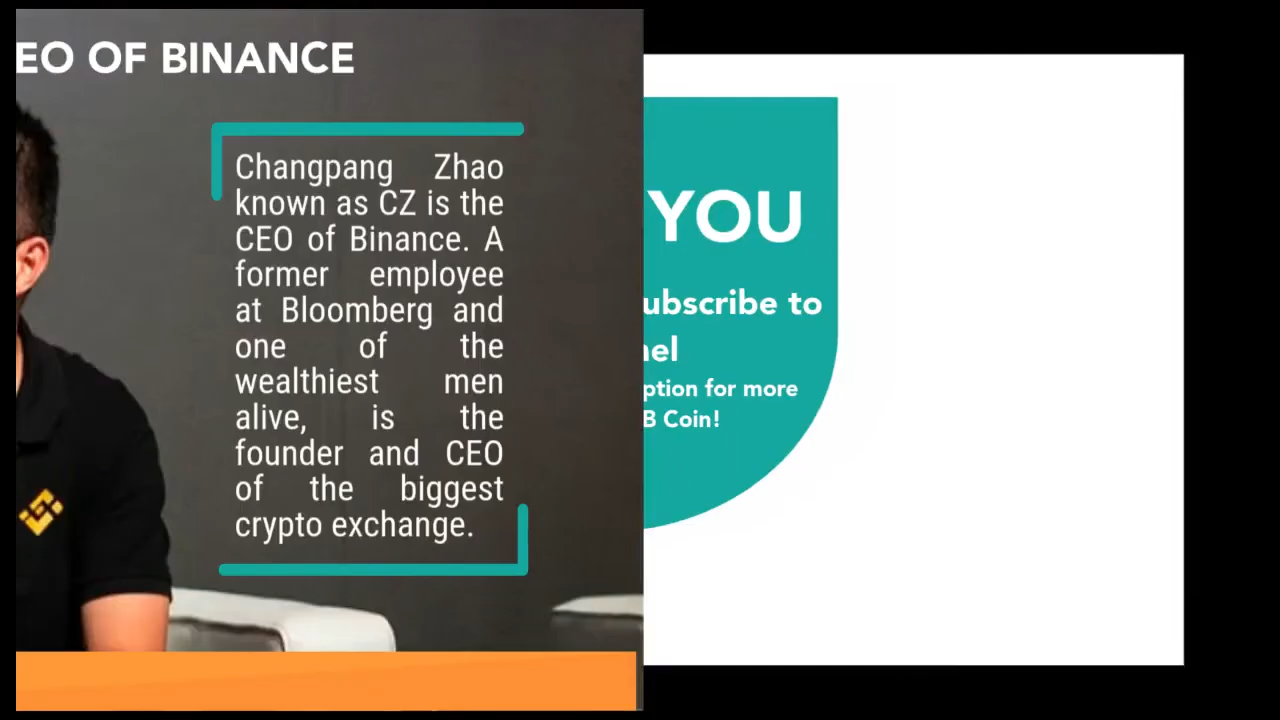 EO OF BINANCE
Changpang Zhao
known as CZ is the
CEO of Binance. A
former employee
at Bloomberg and
one of the
wealthiest men
alive, is the
founder and CEO
of the biggest
crypto exchange.
YOU
ubscribe to
nel
ption for more
B Coin!